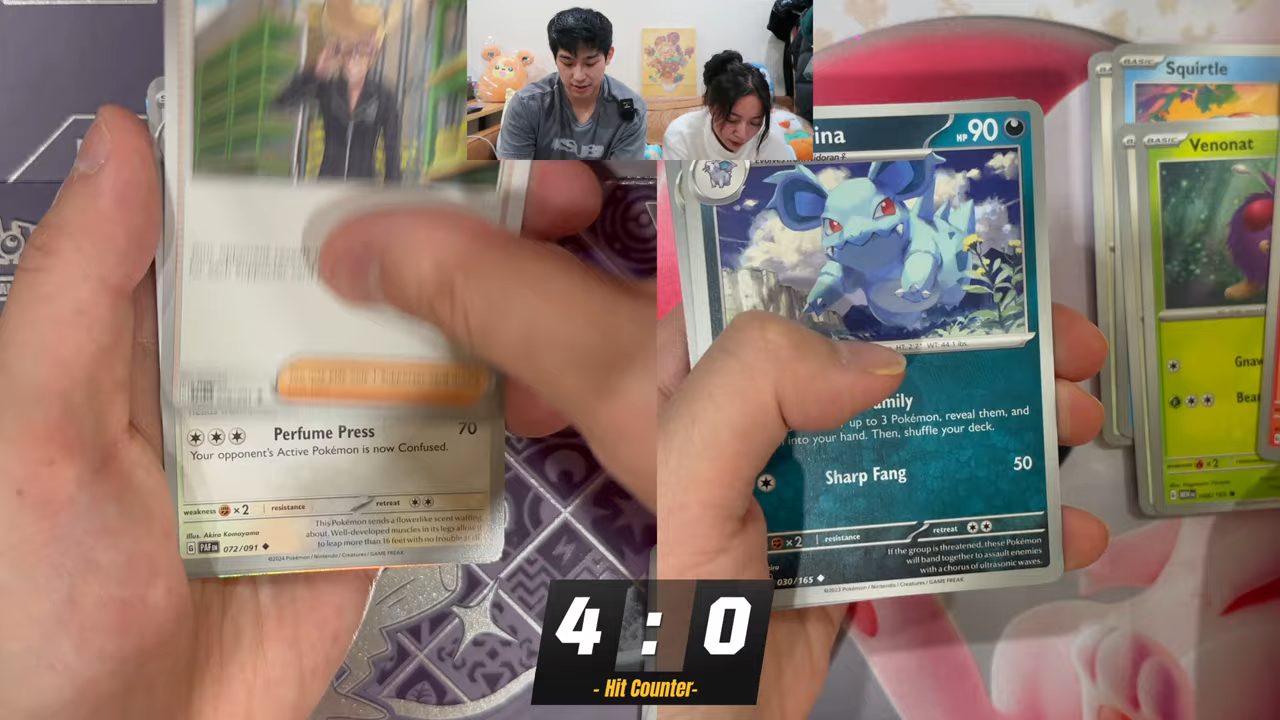 Perfume Press 70
Your opponent's Active Pokémon is now Confused.
weakness ×2 resistance retreat
This Pokémon sends a flowerlike scent wafting
about. Well-developed muscles in its legs allow it
to leap more than 16 feet with no trouble at all.
Illus. Akira Komayama
G PAF EN 072/091
©2024 Pokémon / Nintendo / Creatures / GAME FREAK
ina HP 90
Evolves from Nidoran♀
HT: 2'7" WT: 44.1 lbs.
amily
up to 3 Pokémon, reveal them, and
into your hand. Then, shuffle your deck.
Sharp Fang 50
×2 resistance retreat
If the group is threatened, these Pokémon
will band together to assault enemies
with a chorus of ultrasonic waves.
030/165
©2023 Pokémon / Nintendo / Creatures / GAME FREAK
BASIC Squirtle
BASIC Venonat
Gnaw
Bea
weakness ×2
4 : 0
- Hit Counter-